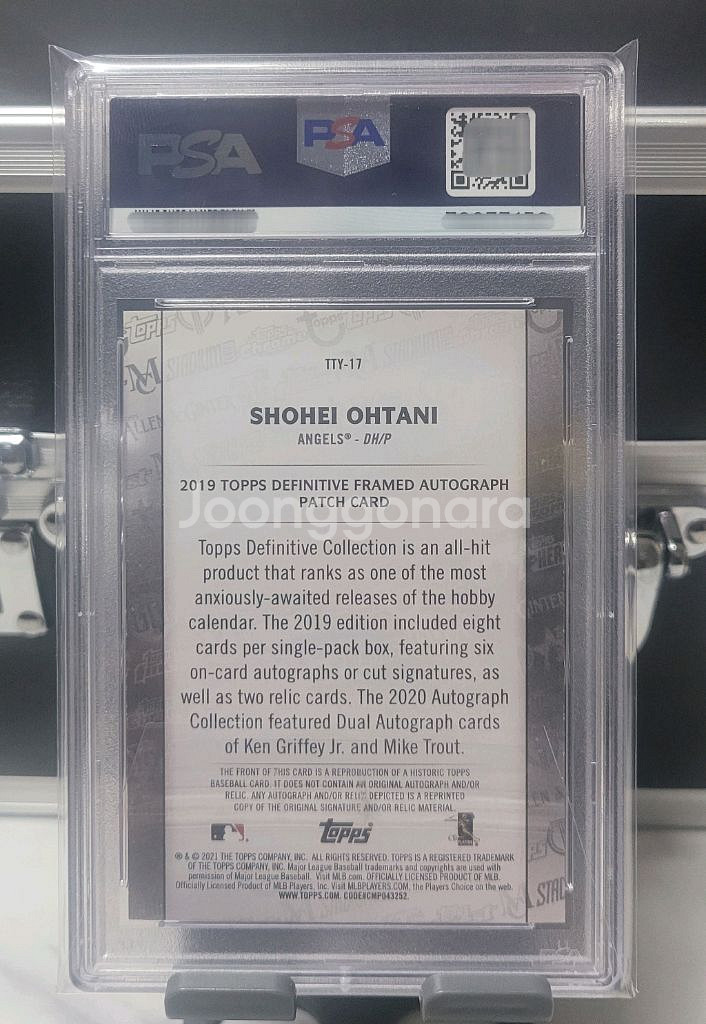 PSA
PSA
TTY-17
SHOHEI OHTANI
ANGELS® - DH/P
2019 TOPPS DEFINITIVE FRAMED AUTOGRAPH
PATCH CARD
Joonggonara
Topps Definitive Collection is an all-hit
product that ranks as one of the most
anxiously-awaited releases of the hobby
calendar. The 2019 edition included eight
cards per single-pack box, featuring six
on-card autographs or cut signatures, as
well as two relic cards. The 2020 Autograph
Collection featured Dual Autograph cards
of Ken Griffey Jr. and Mike Trout.
THE FRONT OF THIS CARD IS A REPRODUCTION OF A HISTORIC TOPPS
BASEBALL CARD. IT DOES NOT CONTAIN AN ORIGINAL AUTOGRAPH AND/OR
RELIC. ANY AUTOGRAPH AND/OR RELIC DEPICTED IS A REPRINTED
COPY OF THE ORIGINAL SIGNATURE AND/OR RELIC MATERIAL.
Topps
® & © 2021 THE TOPPS COMPANY, INC. ALL RIGHTS RESERVED. TOPPS IS A REGISTERED TRADEMARK
OF THE TOPPS COMPANY, INC. Major League Baseball trademarks and copyrights are used with
permission of Major League Baseball. Visit MLB.com. OFFICIALLY LICENSED PRODUCT OF MLB.
Officially Licensed Product of MLB Players, Inc. Visit MLBPLAYERS.COM, the Players Choice on the web.
WWW.TOPPS.COM. CODE#CMP043252.